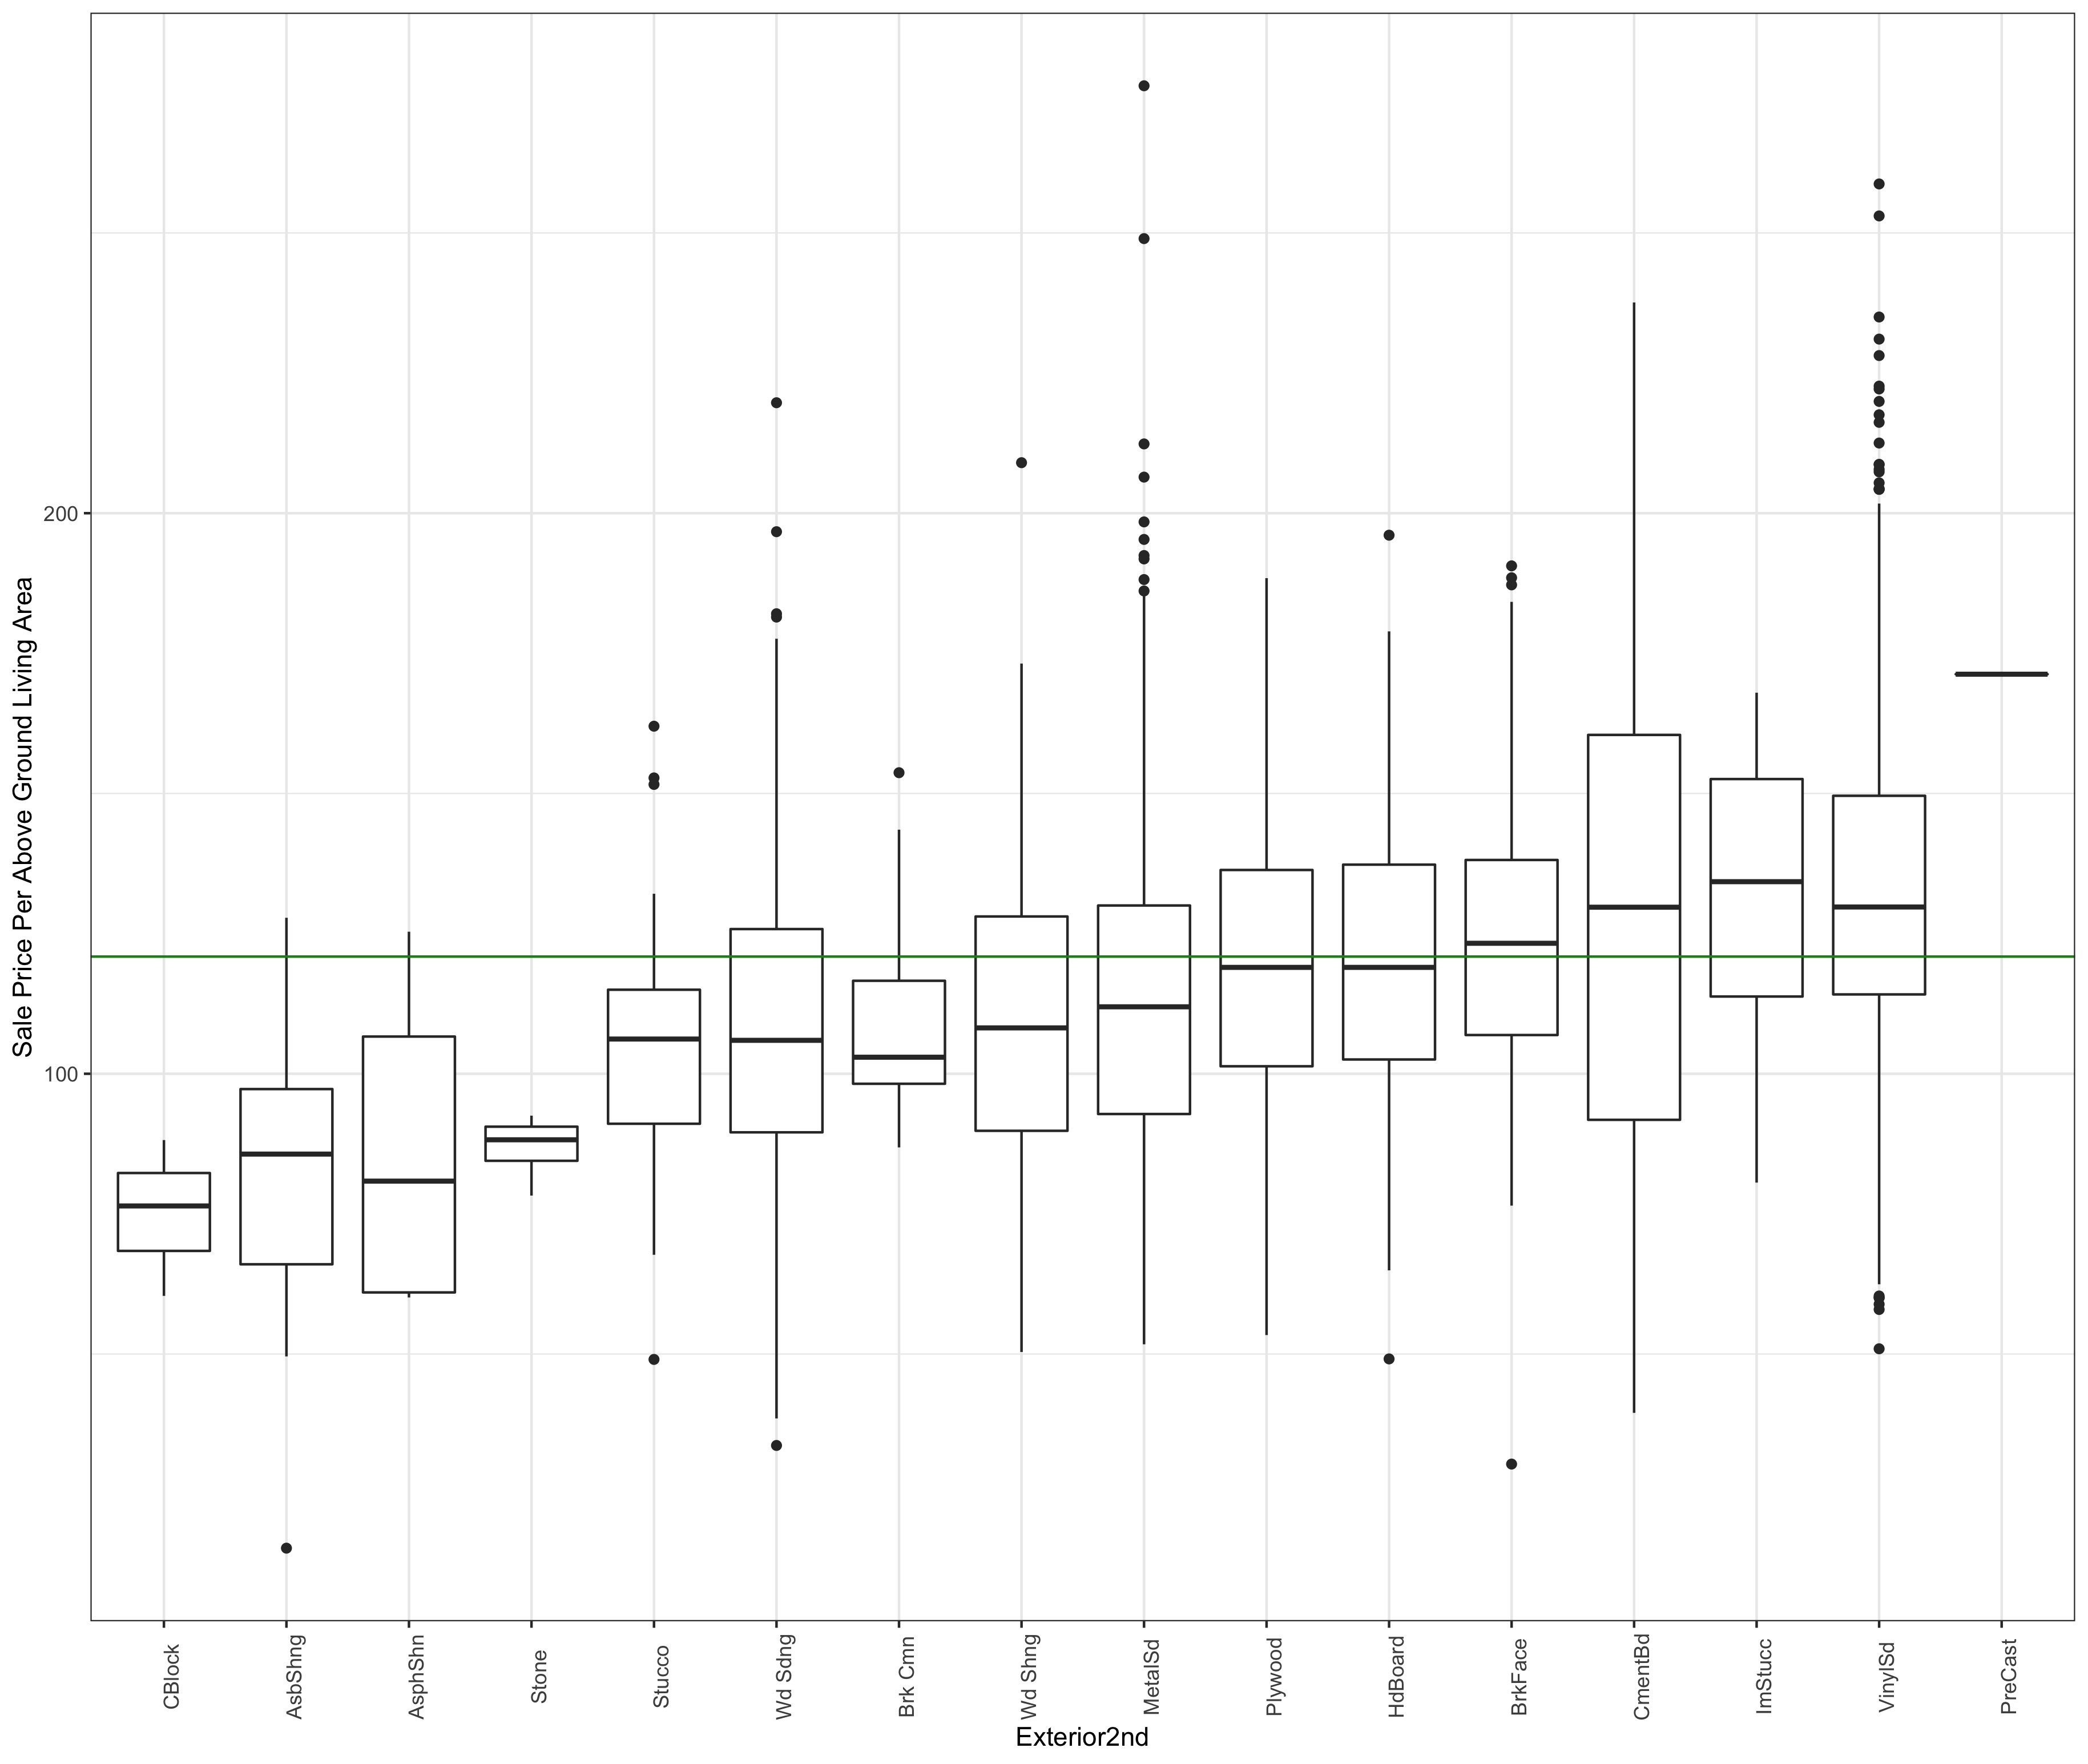 Sale Price Per Above Ground Living Area
200
100
CBlock
AsbShng
AsphShn
Stone
Stucco
Wd Sdng
Brk Cmn
Wd Shng
MetalSd
Plywood
HdBoard
BrkFace
CmentBd
ImStucc
VinylSd
PreCast
Exterior2nd